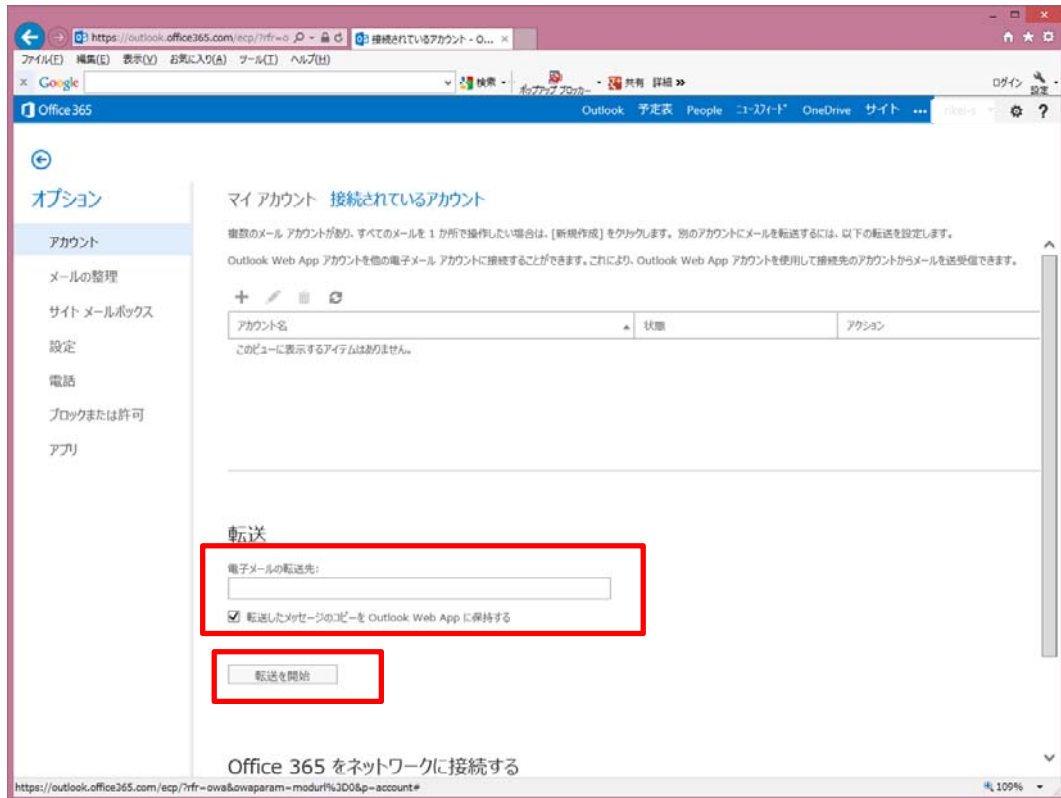 https://outlook.office365.com/ecp/?rfr=o
接続されているアカウント - O...
ファイル(F) 編集(E) 表示(V) お気に入り(A) ツール(T) ヘルプ(H)
x Google 検索 ポップアップ ブロッカー 共有 詳細 ログイン 設定
Office 365 Outlook 予定表 People ニュースフィード OneDrive サイト ... ?
オプション
マイ アカウント 接続されているアカウント
複数のメール アカウントがあり、すべてのメールを 1 か所で操作したい場合は、[新規作成] をクリックします。 別のアカウントにメールを転送するには、以下の転送を設定します。
アカウント
Outlook Web App アカウントを他の電子メール アカウントに接続することができます。これにより、Outlook Web App アカウントを使用して接続先のアカウントからメールを送受信できます。
メールの整理
サイト メールボックス
アカウント名 状態 アクション
設定
このビューに表示するアイテムはありません。
電話
ブロックまたは許可
アプリ
転送
電子メールの転送先:
転送したメッセージのコピーを Outlook Web App に保持する
転送を開始
Office 365 をネットワークに接続する
https://outlook.office365.com/ecp/?rfr=owa&owaparam=modurl%3D0&p=account# 109%